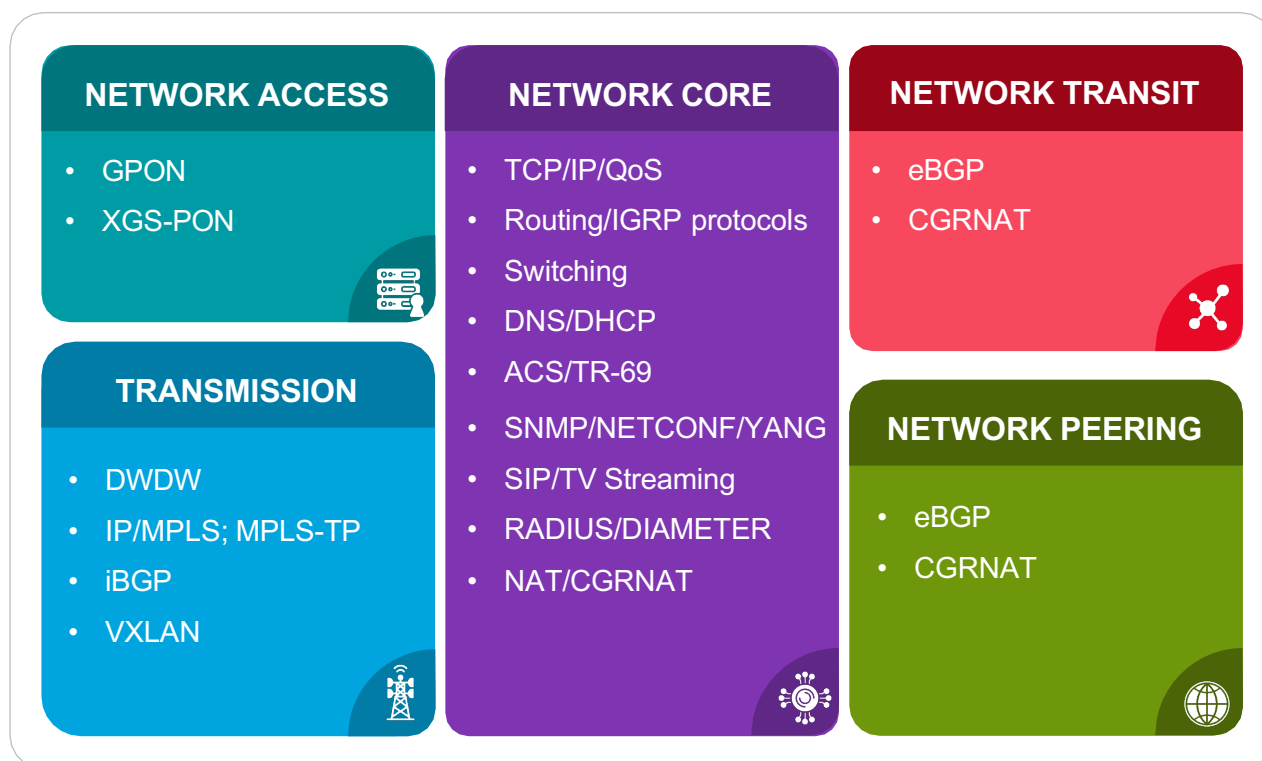 NETWORK ACCESS
• GPON
• XGS-PON
TRANSMISSION
• DWDW
• IP/MPLS; MPLS-TP
• iBGP
• VXLAN
NETWORK CORE
• TCP/IP/QoS
• Routing/IGRP protocols
• Switching
• DNS/DHCP
• ACS/TR-69
• SNMP/NETCONF/YANG
• SIP/TV Streaming
• RADIUS/DIAMETER
• NAT/CGRNAT
NETWORK TRANSIT
• eBGP
• CGRNAT
NETWORK PEERING
• eBGP
• CGRNAT